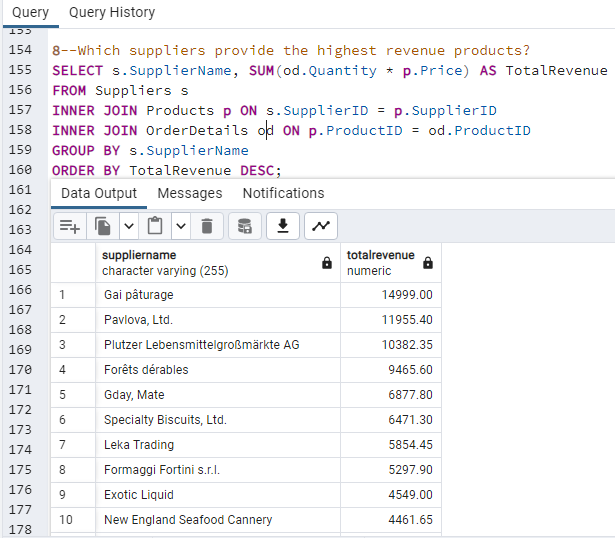 Query Query History
153
154 8--Which suppliers provide the highest revenue products?
155 SELECT s.SupplierName, SUM(od.Quantity * p.Price) AS TotalRevenue
156 FROM Suppliers s
157 INNER JOIN Products p ON s.SupplierID = p.SupplierID
158 INNER JOIN OrderDetails od ON p.ProductID = od.ProductID
159 GROUP BY s.SupplierName
160 ORDER BY TotalRevenue DESC;
161
Data Output Messages Notifications
162
163
164
suppliername totalrevenue
165
character varying (255) numeric
166
1 Gai pâturage 14999.00
167
2 Pavlova, Ltd. 11955.40
168
3 Plutzer Lebensmittelgroßmärkte AG 10382.35
169
170
4 Forêts dérables 9465.60
171
5 Gday, Mate 6877.80
172
6 Specialty Biscuits, Ltd. 6471.30
173
174
7 Leka Trading 5854.45
175
8 Formaggi Fortini s.r.l. 5297.90
176
9 Exotic Liquid 4549.00
177
10 New England Seafood Cannery 4461.65
178